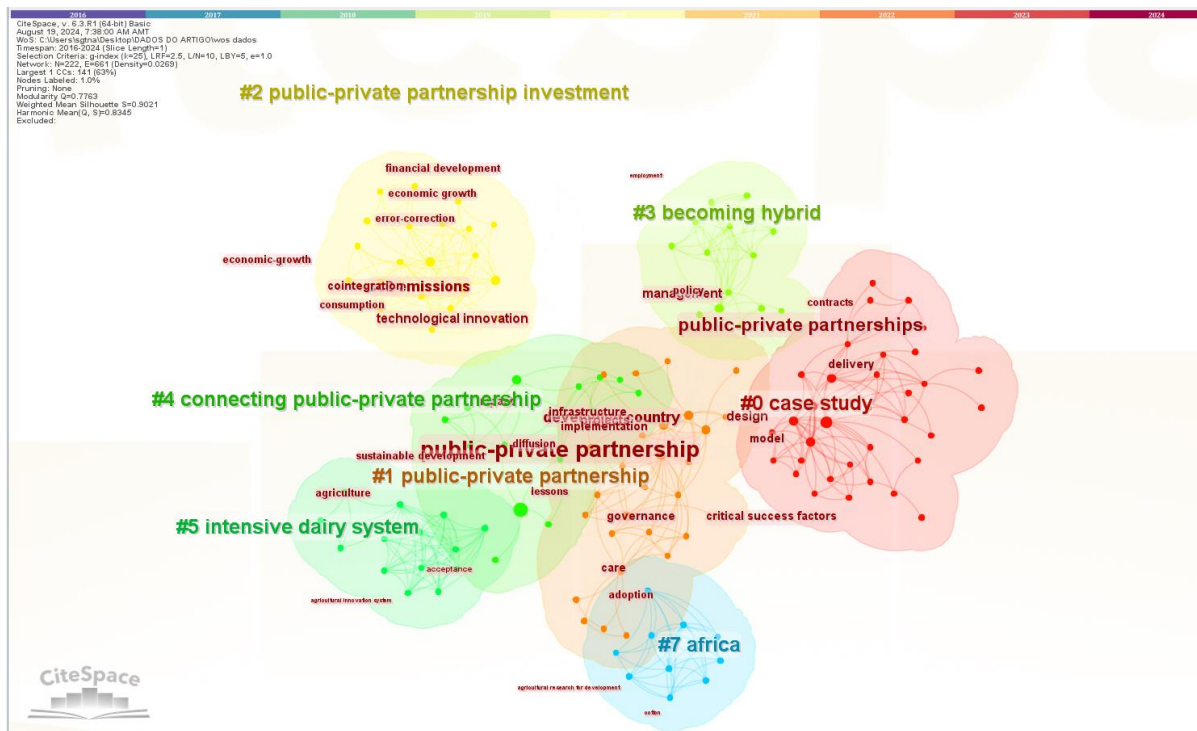 2016 2017 2018 2019 2021 2022 2023 2024
CiteSpace, v. 6.3.R1 (64-bit) Basic
August 19, 2024, 7:38:00 AM AMT
WoS: C:\Users\sgtna\Desktop\DADOS DO ARTIGO\wos dados
Timespan: 2016-2024 (Slice Length=1)
Selection Criteria: g-index (k=25), LRF=2.5, L/N=10, LBY=5, e=1.0
Network: N=222, E=661 (Density=0.0269)
Largest 1 CCs: 141 (63%)
Nodes Labeled: 1.0%
Pruning: None
Modularity Q=0.7763
Weighted Mean Silhouette S=0.9021
Harmonic Mean(Q, S)=0.8345
Excluded:
#2 public-private partnership investment
financial development
employment
economic growth
#3 becoming hybrid
error-correction
economic-growth
cointegration
policy
management
contracts
consumption
technological innovation
public-private partnerships
delivery
#4 connecting public-private partnership
#0 case study
infrastructure
country
design
implementation
model
diffusion
public-private partnership
sustainable development
#1 public-private partnership
agriculture
lessons
#5 intensive dairy system
governance
critical success factors
acceptance
care
agricultural innovation system
adoption
#7 africa
agricultural research for development
cotton
CiteSpace